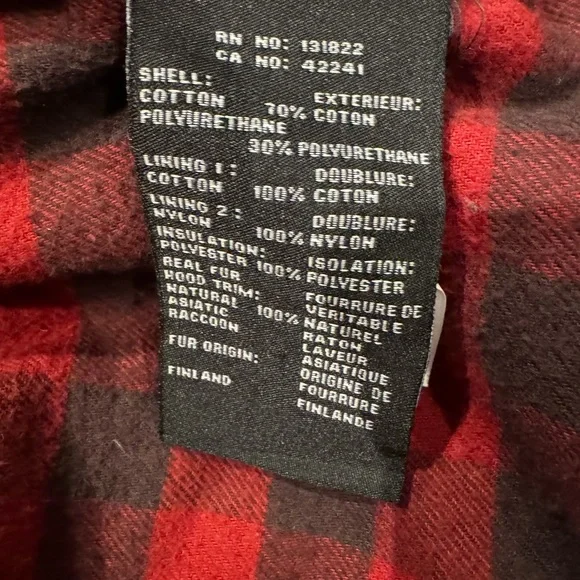 RN NO: 131822
CA NO: 42241
SHELL: EXTERIEUR:
COTTON 70% COTON
POLYURETHANE
30% POLYURETHANE
LINING 1: DOUBLURE:
COTTON 100% COTON
LINING 2: DOUBLURE:
NYLON 100% NYLON
INSULATION: ISOLATION:
POLYESTER 100% POLYESTER
REAL FUR FOURRURE DE
HOOD TRIM: VERITABLE
NATURAL 100% NATUREL
ASIATIC RATON
RACCOON LAVEUR
ASIATIQUE
FUR ORIGIN: ORIGINE DE
FOURRURE
FINLAND FINLANDE